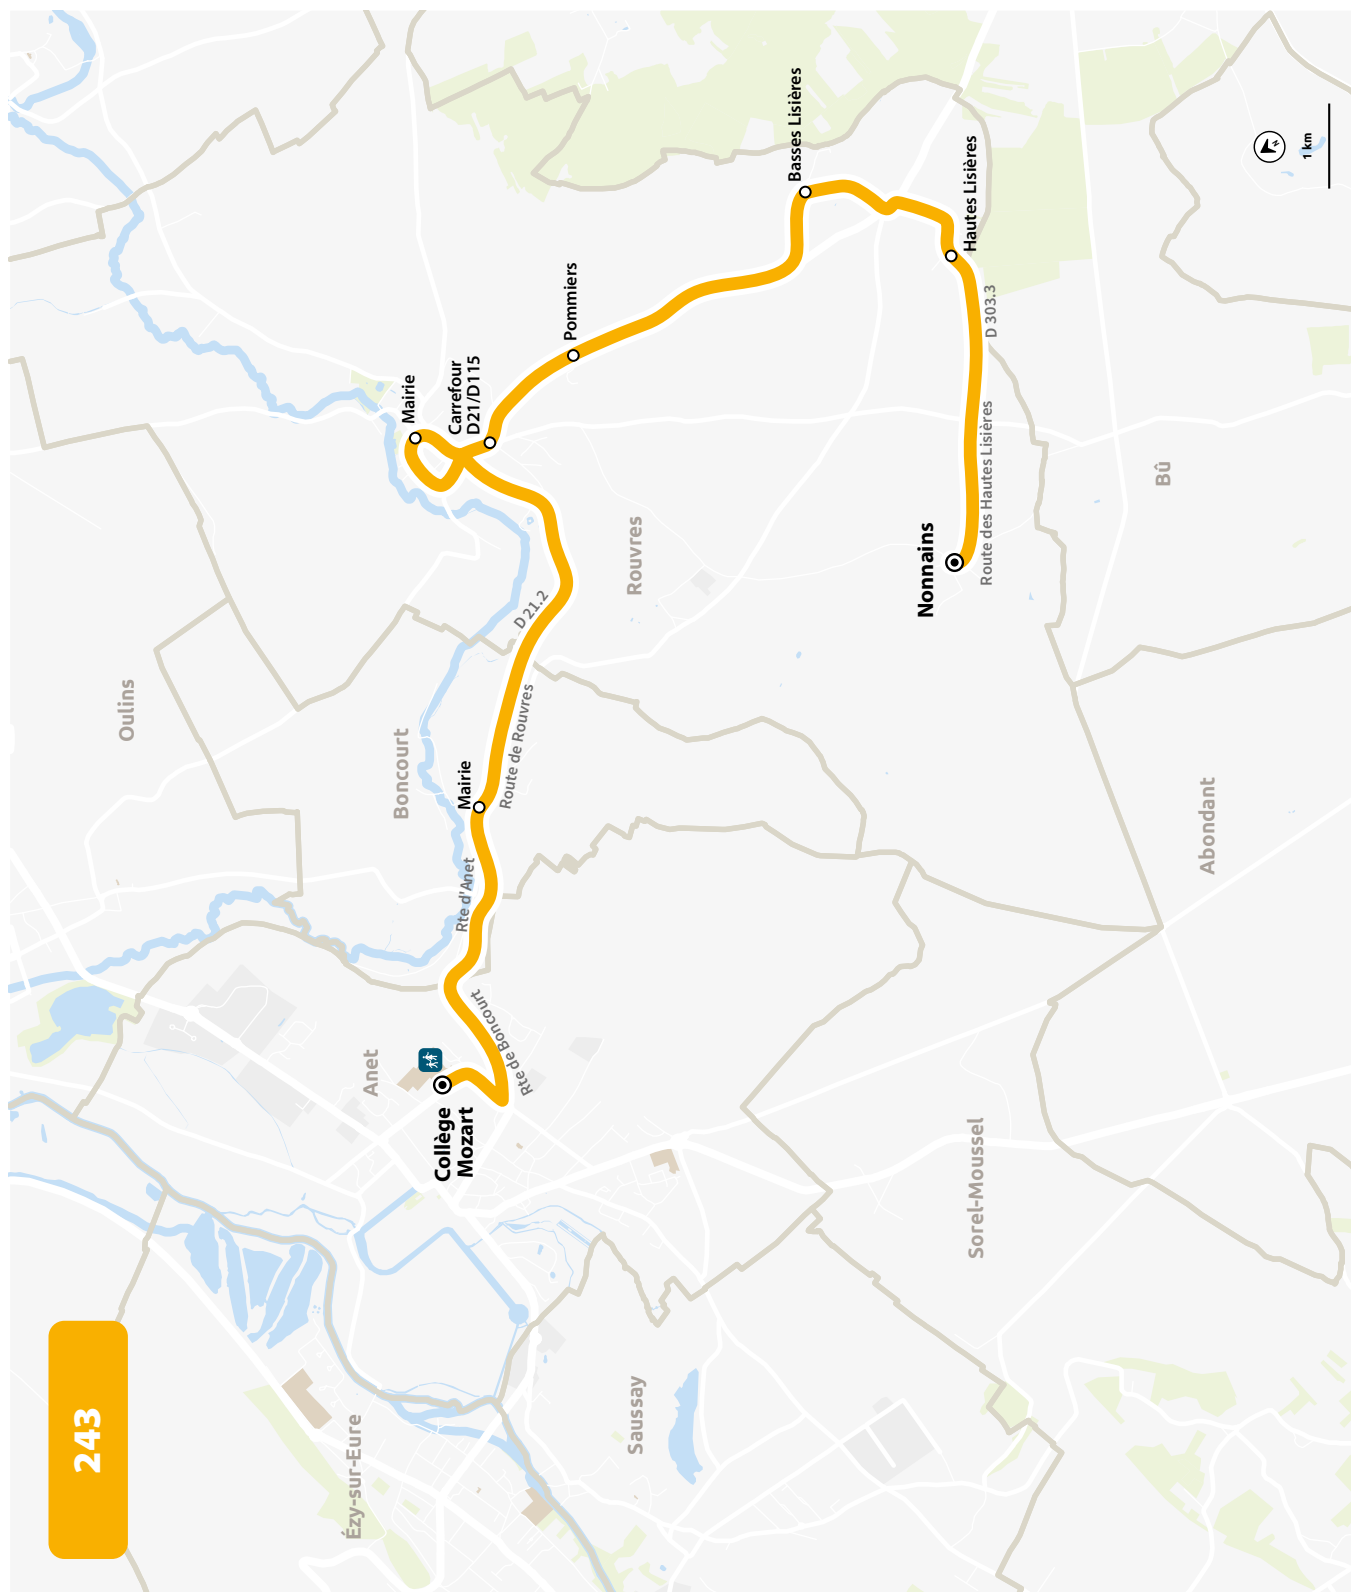 243
Ézy-sur-Eure
Saussay
Anet
Collège
Mozart
Rte de Boncourt
Rte d'Anet
Sorel-Moussel
Oulins
Boncourt
Mairie
Route de Rouvres
D 21.2
Abondant
Rouvres
Nonnains
Route des Hautes Lisières
D 303.3
Bû
Mairie
Carrefour
D21/D115
Pommiers
Basses Lisières
Hautes Lisières
N
1 km